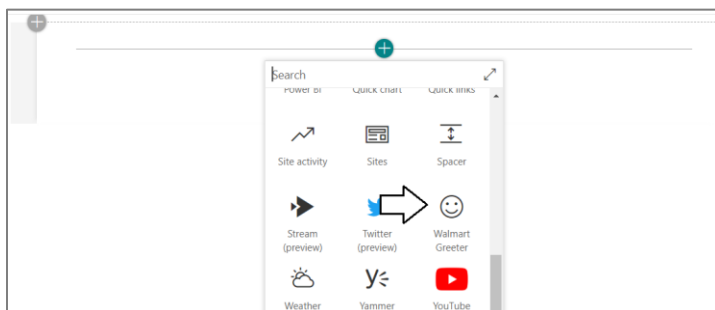 Search
Power BI Quick chart Quick links
Site activity Sites Spacer
Stream Twitter Walmart
(preview) (preview) Greeter
Weather Yammer YouTube